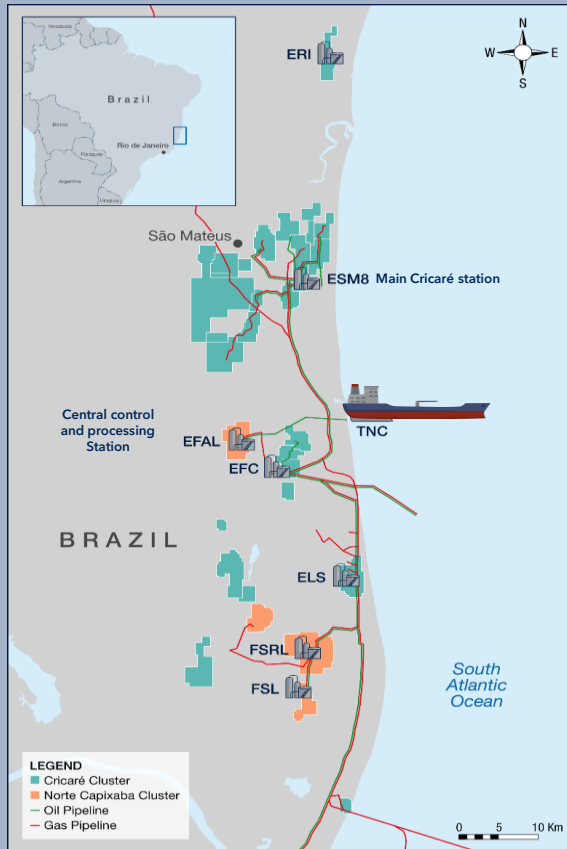 Venezuela
Brazil
Bolivia
Paraguay
Rio de Janeiro
Argentina
Uruguay
N
W
E
S
ERI
São Mateus
ESM8 Main Cricaré station
Central control
and processing
Station
TNC
EFAL
EFC
BRAZIL
ELS
FSRL
FSL
South
Atlantic
Ocean
LEGEND
Cricaré Cluster
Norte Capixaba Cluster
Oil Pipeline
Gas Pipeline
0 5 10 Km